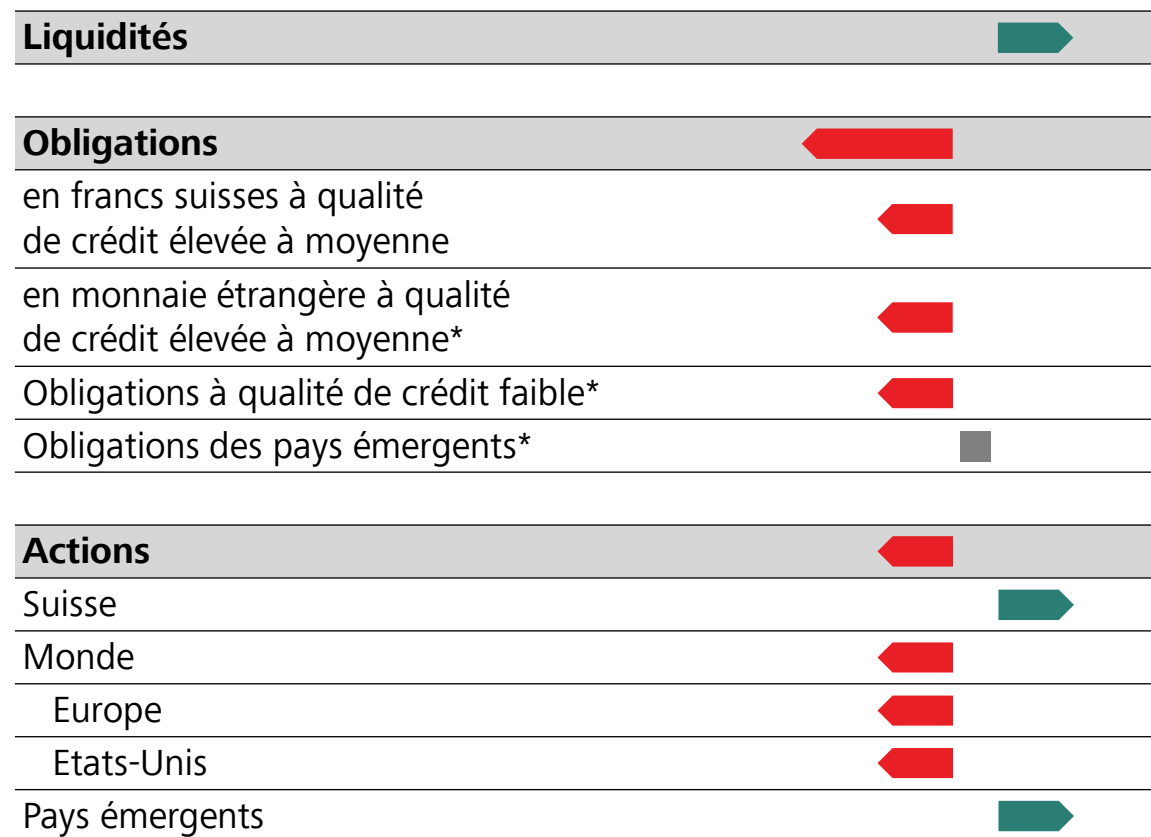 Liquidités
Obligations
en francs suisses à qualité
de crédit élevée à moyenne
en monnaie étrangère à qualité
de crédit élevée à moyenne*
Obligations à qualité de crédit faible*
Obligations des pays émergents*
Actions
Suisse
Monde
Europe
Etats-Unis
Pays émergents